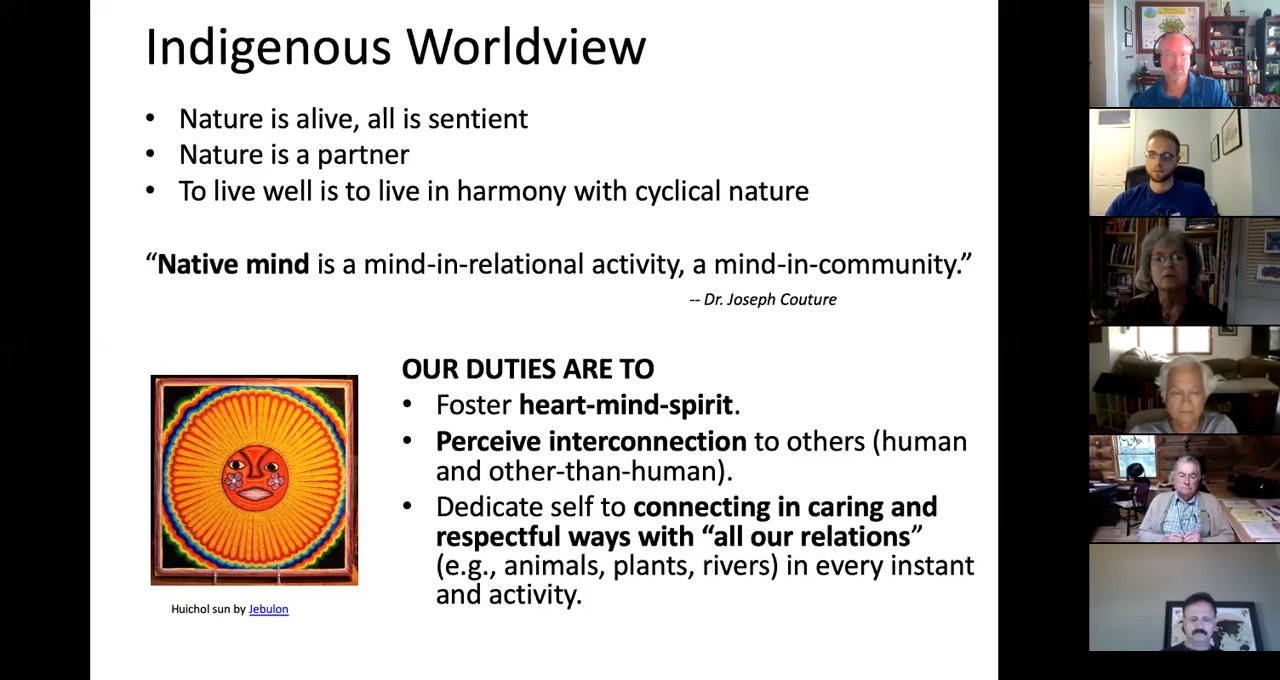 Indigenous Worldview
• Nature is alive, all is sentient
• Nature is a partner
• To live well is to live in harmony with cyclical nature
“Native mind is a mind-in-relational activity, a mind-in-community.”
-- Dr. Joseph Couture
OUR DUTIES ARE TO
• Foster heart-mind-spirit.
• Perceive interconnection to others (human
and other-than-human).
• Dedicate self to connecting in caring and
respectful ways with “all our relations”
(e.g., animals, plants, rivers) in every instant
and activity.
Huichol sun by Jebulon